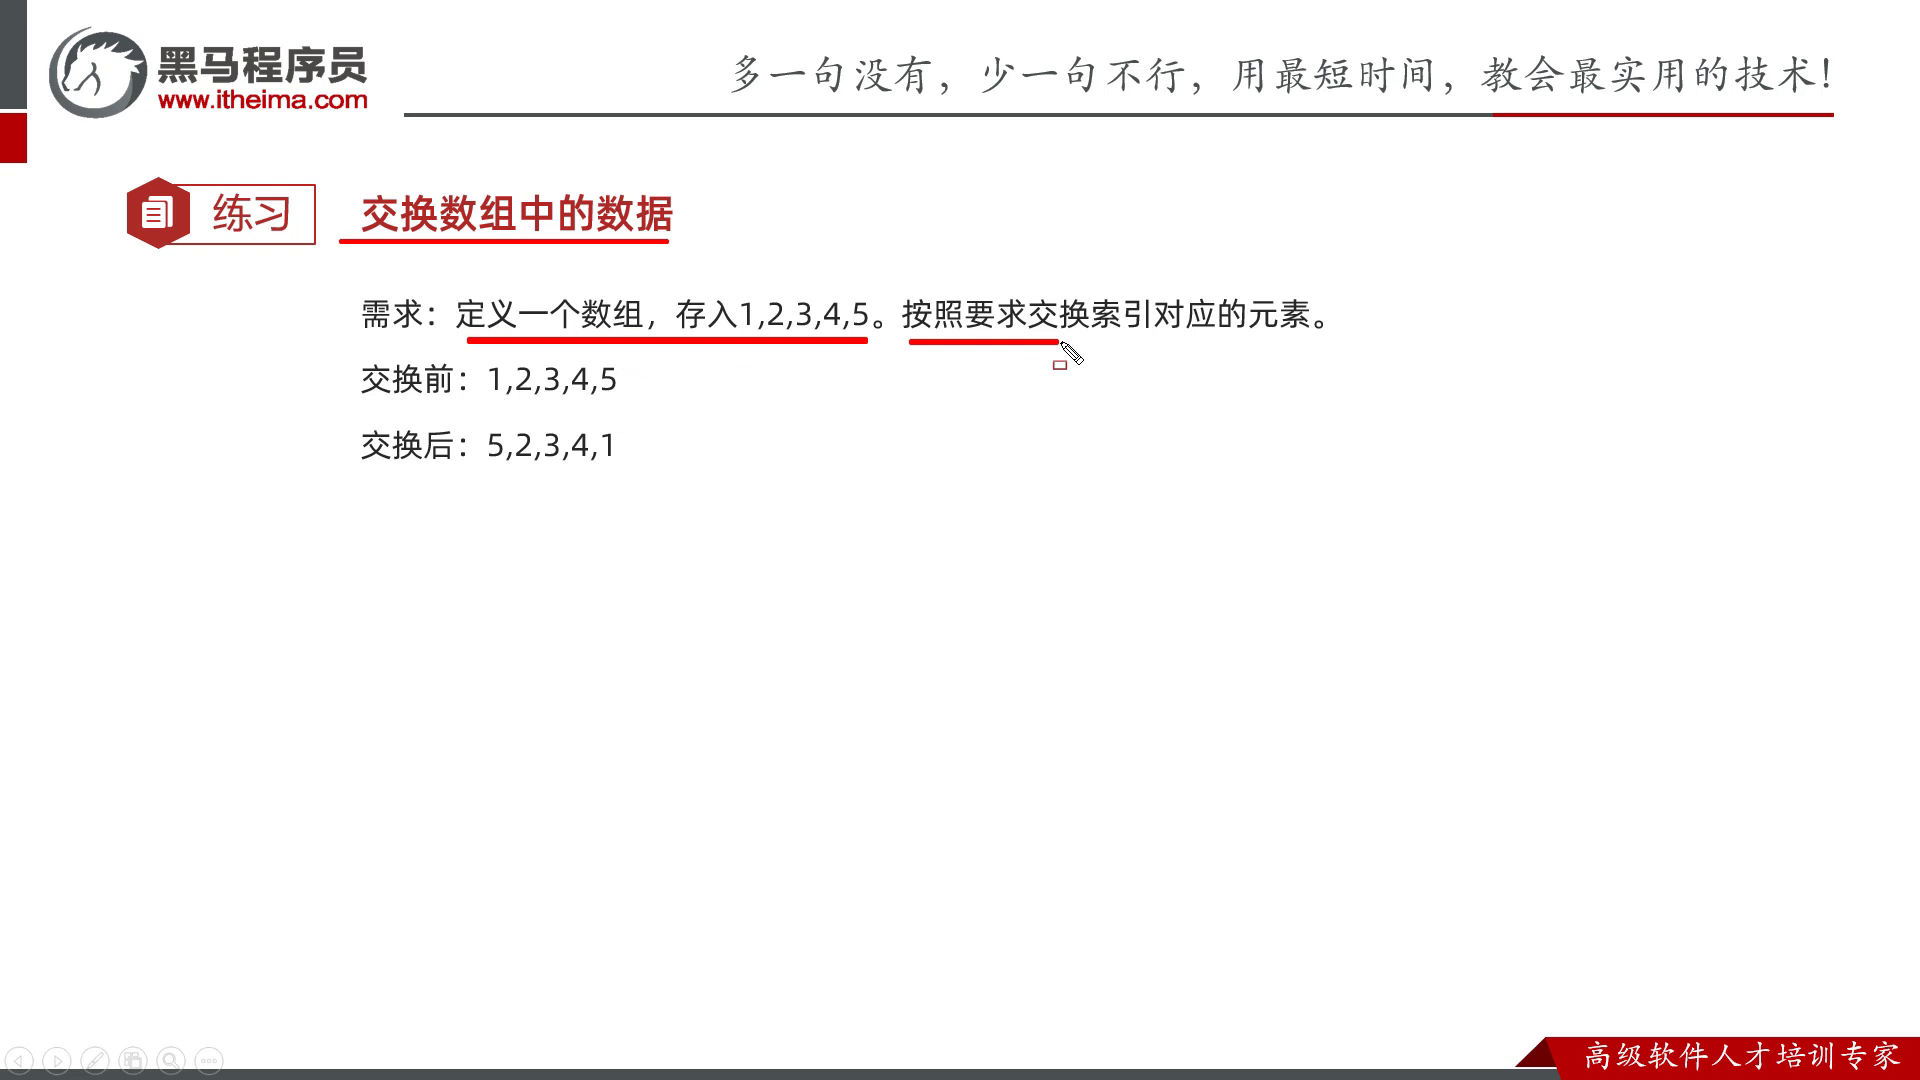 黑马程序员
www.itheima.com
多一句没有，少一句不行，用最短时间，教会最实用的技术！
练习
交换数组中的数据
需求：定义一个数组，存入1,2,3,4,5。按照要求交换索引对应的元素。
交换前：1,2,3,4,5
交换后：5,2,3,4,1
高级软件人才培训专家